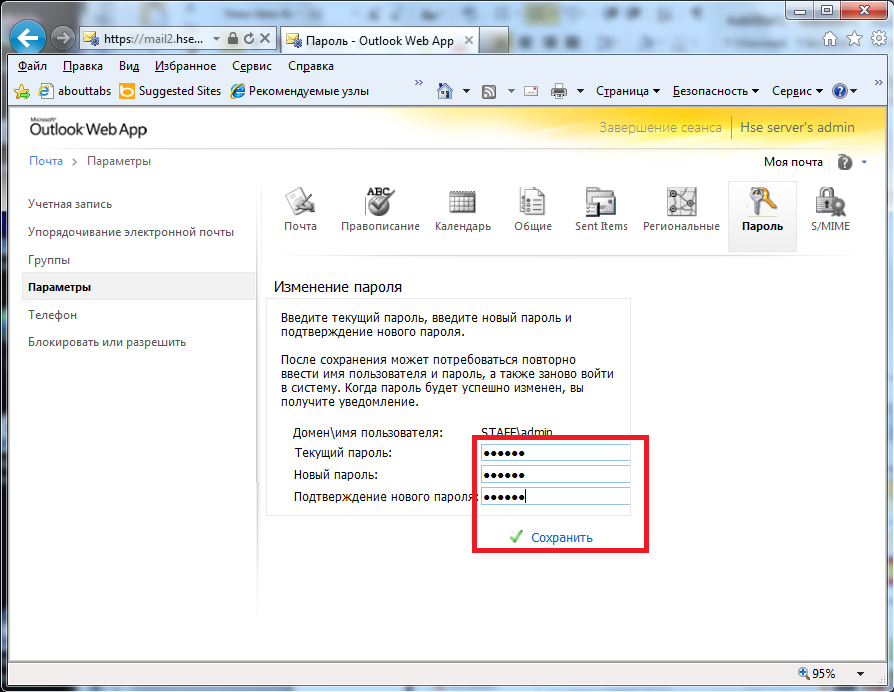 https://mail2.hse...
Пароль - Outlook Web App
Файл Правка Вид Избранное Сервис Справка
abouttabs Suggested Sites Рекомендуемые узлы
Страница Безопасность Сервис
Microsoft
Outlook Web App
Завершение сеанса Hse server's admin
Почта Параметры
Моя почта
Учетная запись
Упорядочивание электронной почты
Группы
Параметры
Телефон
Блокировать или разрешить
Почта
ABC
Правописание
Календарь
Общие
Sent Items
Региональные
Пароль
S/MIME
Изменение пароля
Введите текущий пароль, введите новый пароль и
подтверждение нового пароля.
После сохранения может потребоваться повторно
ввести имя пользователя и пароль, а также заново войти
в систему. Когда пароль будет успешно изменен, вы
получите уведомление.
Домен\имя пользователя: STAFF\admin
Текущий пароль: ••••••
Новый пароль: ••••••
Подтверждение нового пароля: ••••••
Сохранить
95%